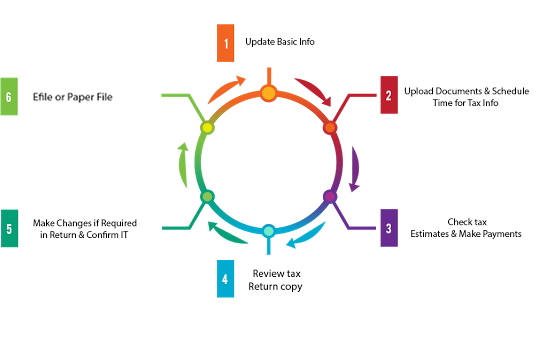 1
Update Basic Info
2
Upload Documents & Schedule
Time for Tax Info
3
Check tax
Estimates & Make Payments
4
Review tax
Return copy
5
Make Changes if Required
in Return & Confirm IT
6
Efile or Paper File